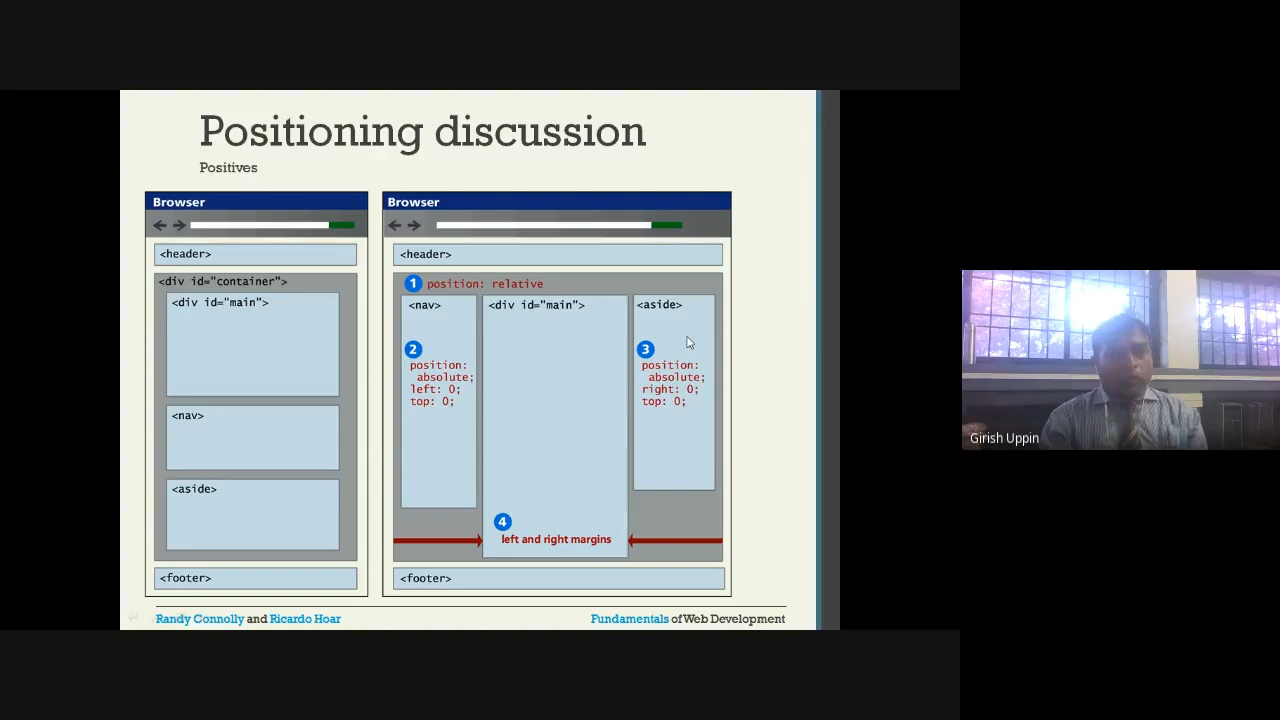 Positioning discussion
Positives
Browser
<header>
<div id="container">
<div id="main">
<nav>
<aside>
<footer>
Browser
<header>
1 position: relative
<nav>
2
position:
absolute;
left: 0;
top: 0;
<div id="main">
4
left and right margins
<aside>
3
position:
absolute;
right: 0;
top: 0;
<footer>
Randy Connolly and Ricardo Hoar
Fundamentals of Web Development
Girish Uppin